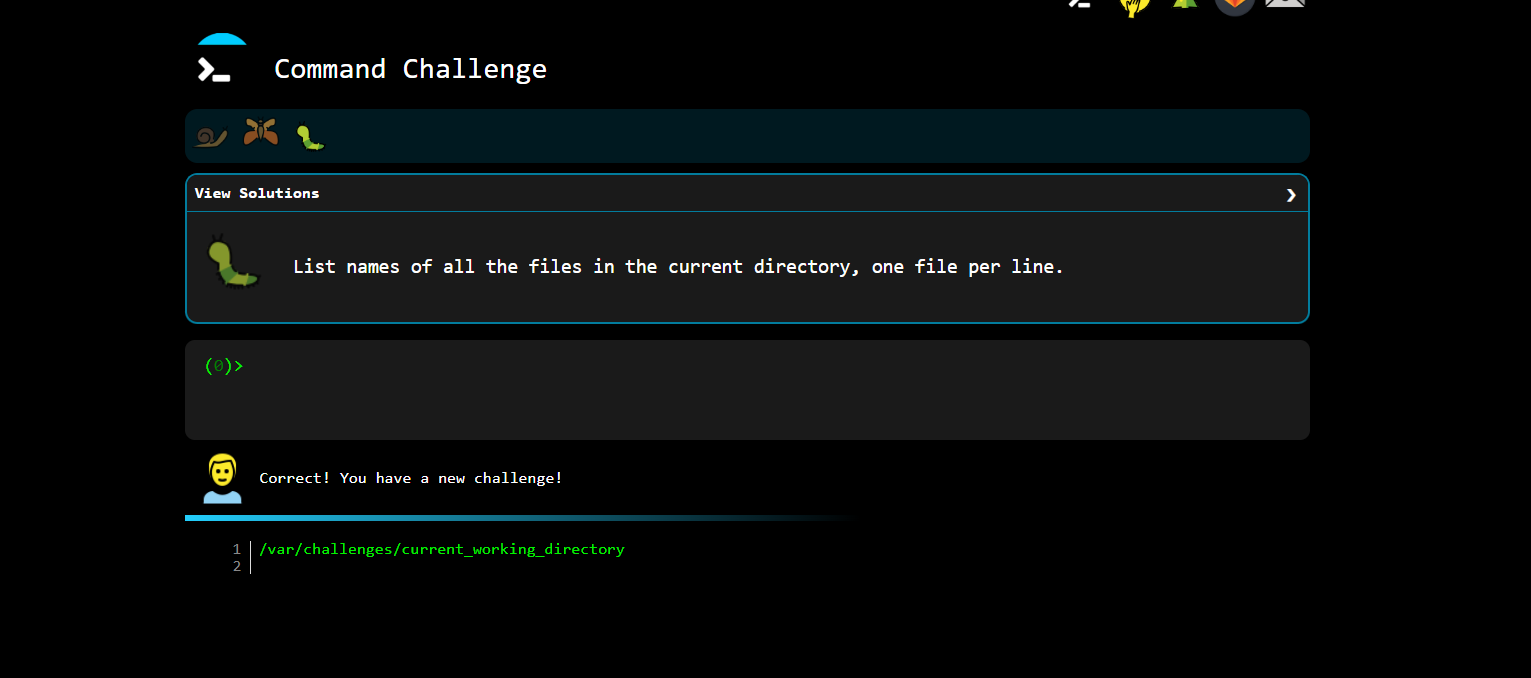 Command Challenge
View Solutions
List names of all the files in the current directory, one file per line.
(0)>
Correct! You have a new challenge!
1 /var/challenges/current_working_directory
2